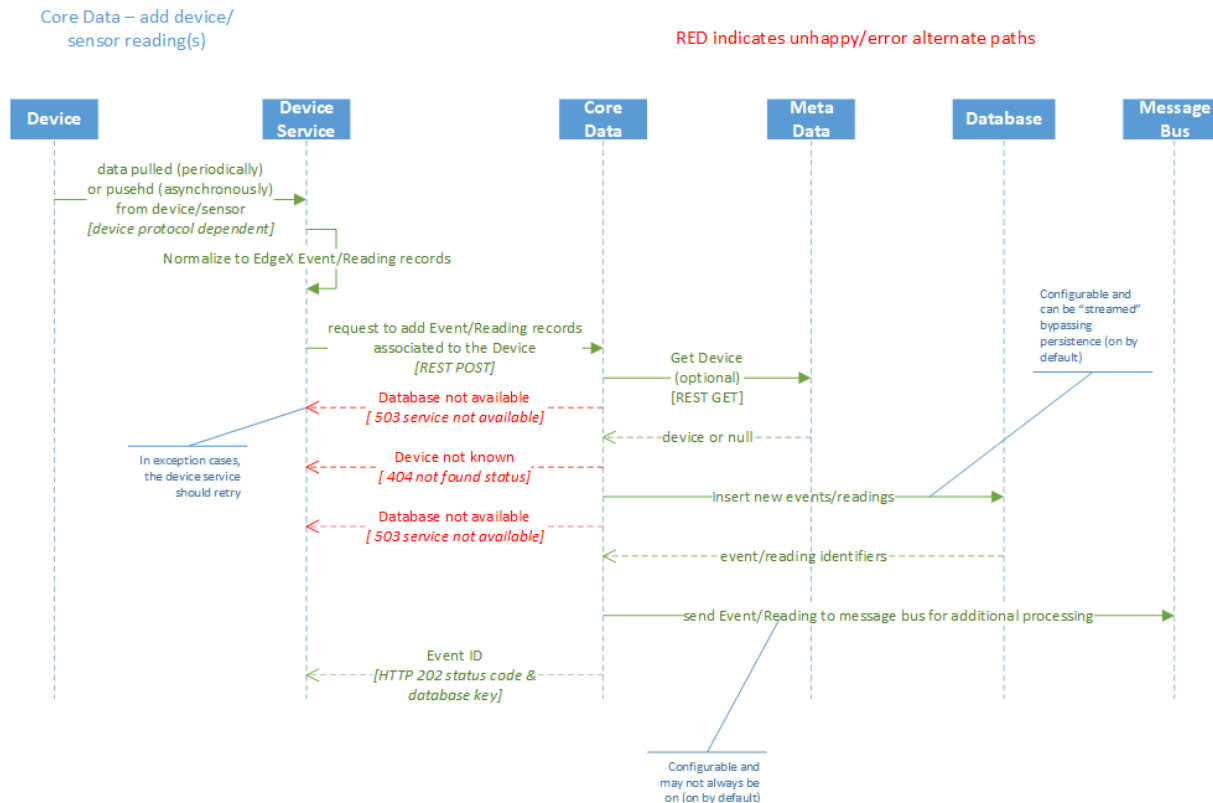 Core Data – add device/
sensor reading(s)
RED indicates unhappy/error alternate paths
Device
Device
Service
Core
Data
Meta
Data
Database
Message
Bus
data pulled (periodically)
or pusehd (asynchronously)
from device/sensor
[device protocol dependent]
Normalize to EdgeX Event/Reading records
Configurable and
can be “streamed”
bypassing
persistence (on by
default)
request to add Event/Reading records
associated to the Device
[REST POST]
Get Device
(optional)
[REST GET]
Database not available
[ 503 service not available]
device or null
In exception cases,
the device service
should retry
Device not known
[ 404 not found status]
Insert new events/readings
Database not available
[ 503 service not available]
event/reading identifiers
send Event/Reading to message bus for additional processing
Event ID
[HTTP 202 status code &
database key]
Configurable and
may not always be
on (on by default)